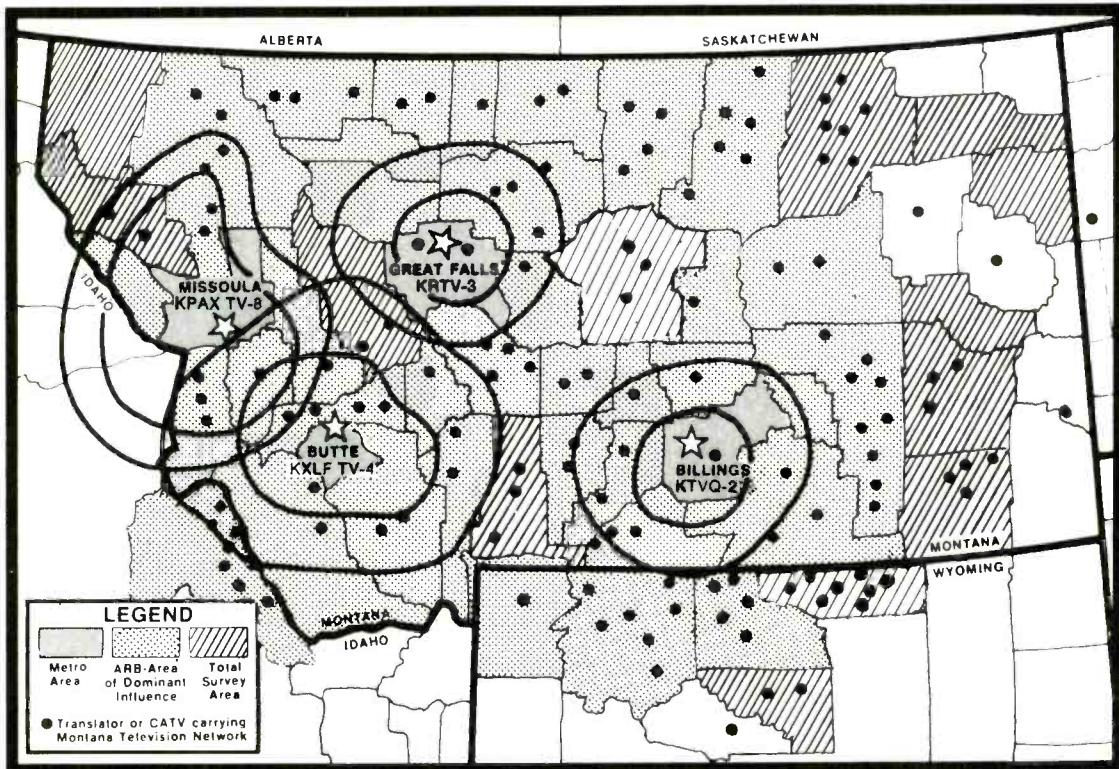 ALBERTA
SASKATCHEWAN
IDAHO
MISSOULA
KPAX TV-8
GREAT FALLS
KRTV-3
BUTTE
KXLF TV-4
BILLINGS
KTVQ-2
MONTANA
WYOMING
MONTANA
IDAHO
LEGEND
Metro
Area
ARB-Area
of Dominant
Influence
Total
Survey
Area
Translator or CATV carrying
Montana Television Network